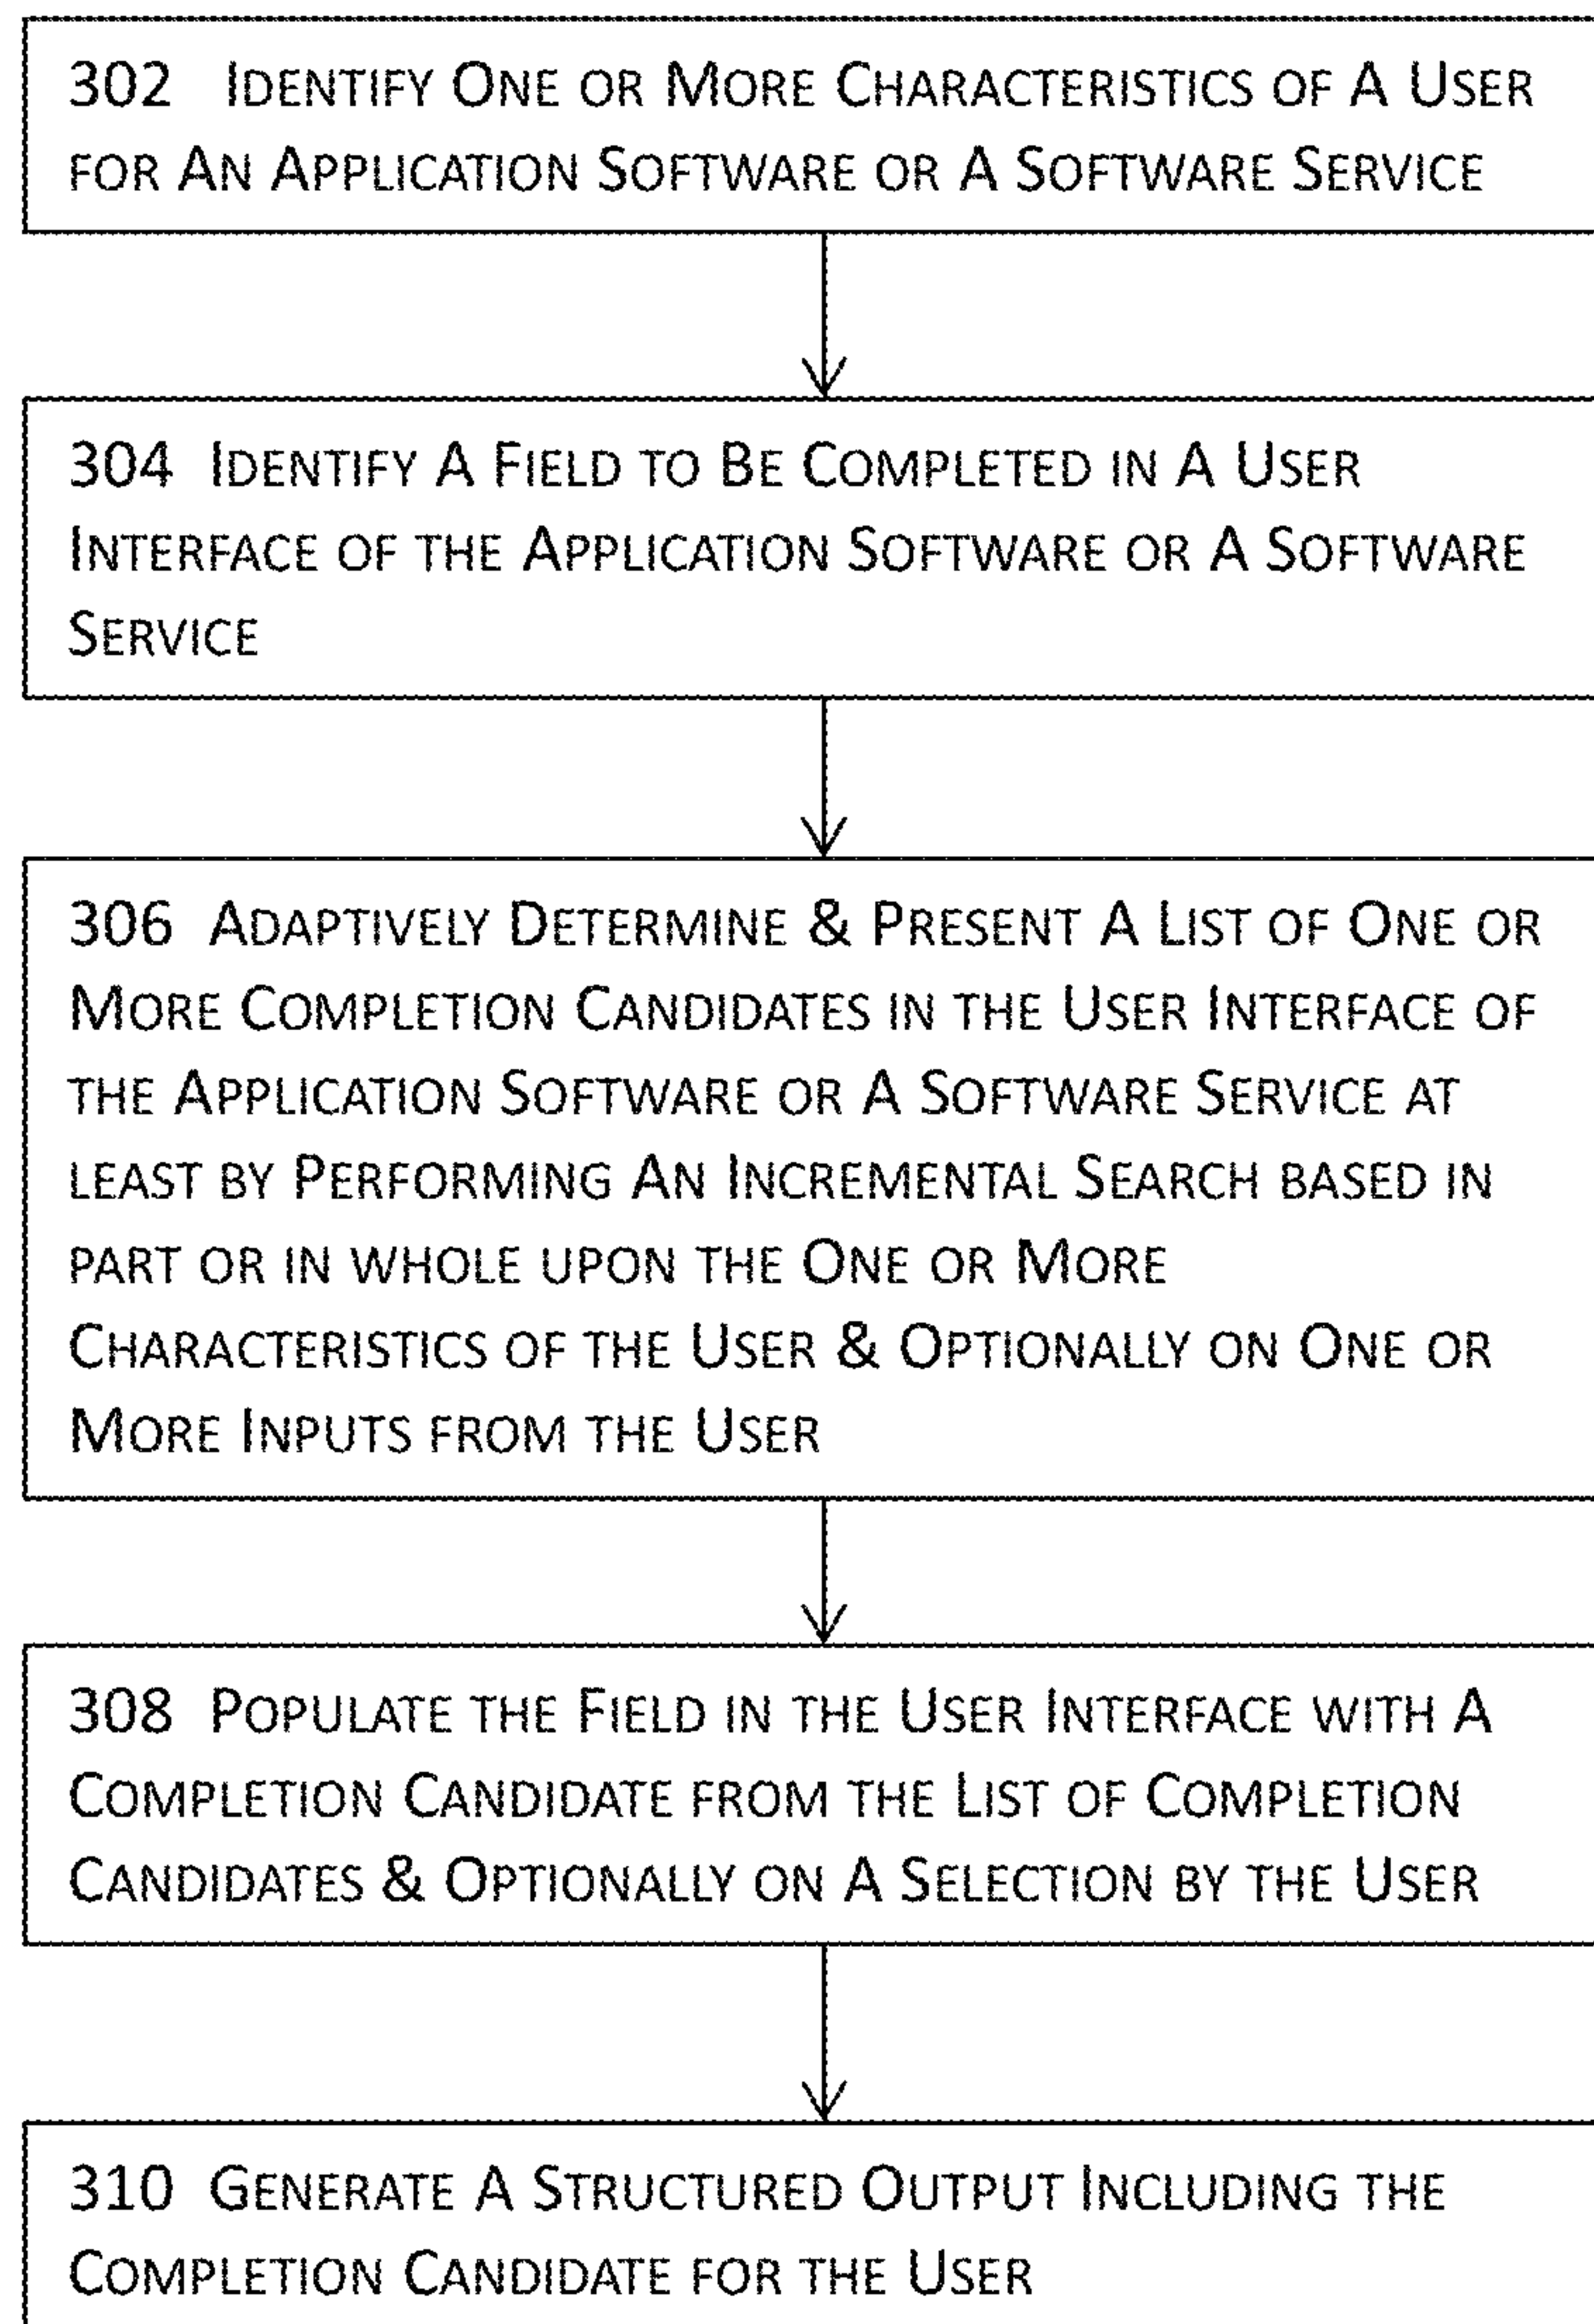 302 Identify One or More Characteristics of A User
for An Application Software or A Software Service
304 Identify A Field to Be Completed in A User
Interface of the Application Software or A Software
Service
306 Adaptively Determine & Present A List of One or
More Completion Candidates in the User Interface of
the Application Software or A Software Service at
least by Performing An Incremental Search based in
part or in whole upon the One or More
Characteristics of the User & Optionally on One or
More Inputs from the User
308 Populate the Field in the User Interface with A
Completion Candidate from the List of Completion
Candidates & Optionally on A Selection by the User
310 Generate A Structured Output Including the
Completion Candidate for the User